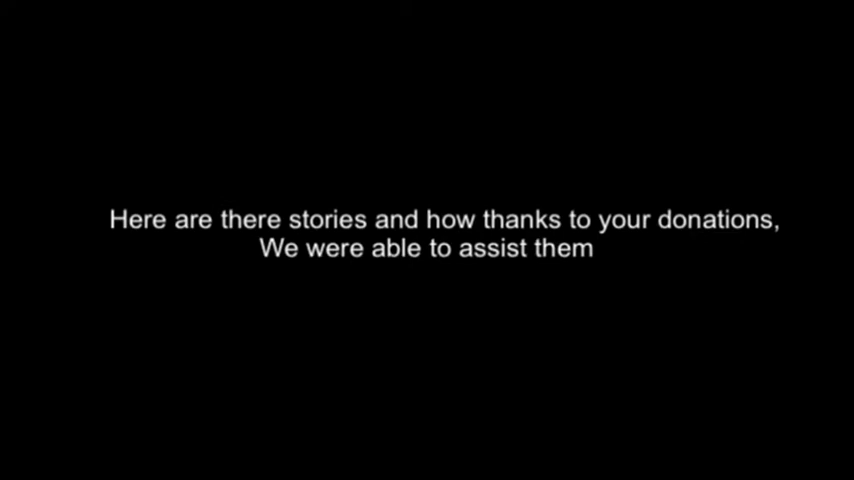 Here are there stories and how thanks to your donations,
We were able to assist them